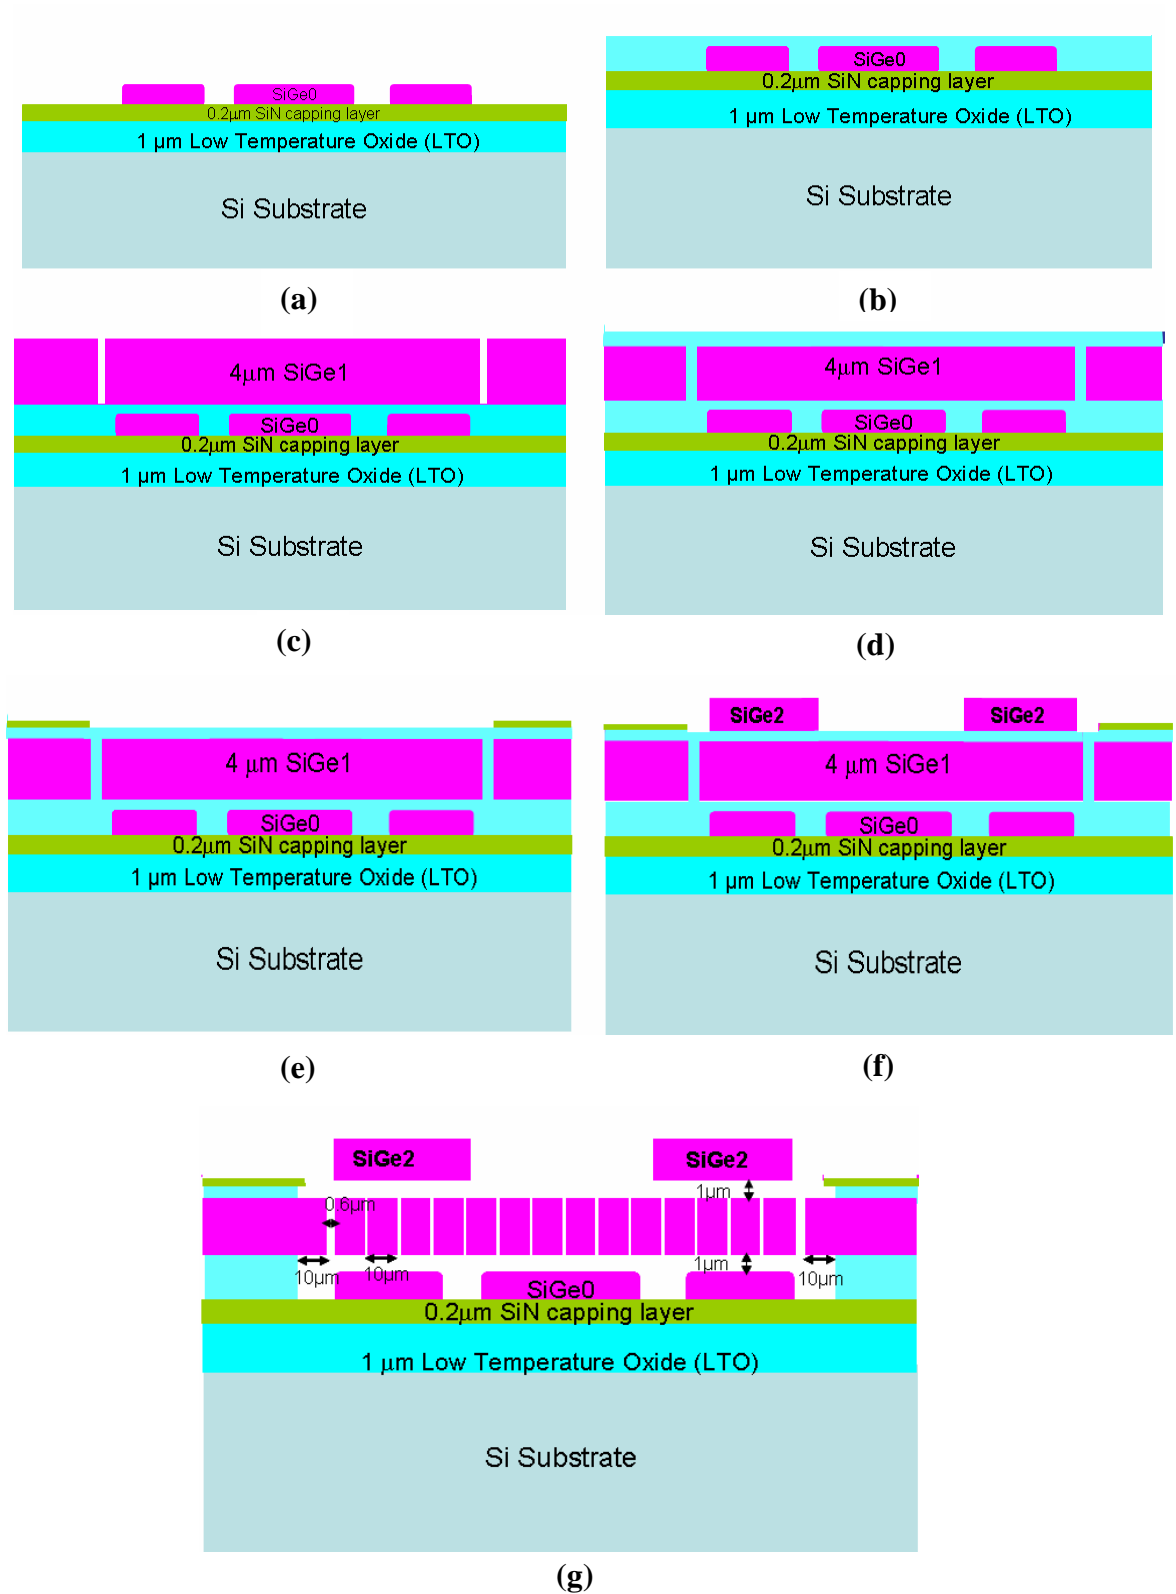 SiGe0
0.2μm SiN capping layer
1 μm Low Temperature Oxide (LTO)
Si Substrate
(a)
SiGe0
0.2μm SiN capping layer
1 μm Low Temperature Oxide (LTO)
Si Substrate
(b)
4μm SiGe1
SiGe0
0.2μm SiN capping layer
1 μm Low Temperature Oxide (LTO)
Si Substrate
(c)
4μm SiGe1
SiGe0
0.2μm SiN capping layer
1 μm Low Temperature Oxide (LTO)
Si Substrate
(d)
4 μm SiGe1
SiGe0
0.2μm SiN capping layer
1 μm Low Temperature Oxide (LTO)
Si Substrate
(e)
SiGe2 SiGe2
4 μm SiGe1
SiGe0
0.2μm SiN capping layer
1 μm Low Temperature Oxide (LTO)
Si Substrate
(f)
SiGe2 SiGe2
1μm
0.6μm
10μm 10μm 1μm 10μm
SiGe0
0.2μm SiN capping layer
1 μm Low Temperature Oxide (LTO)
Si Substrate
(g)